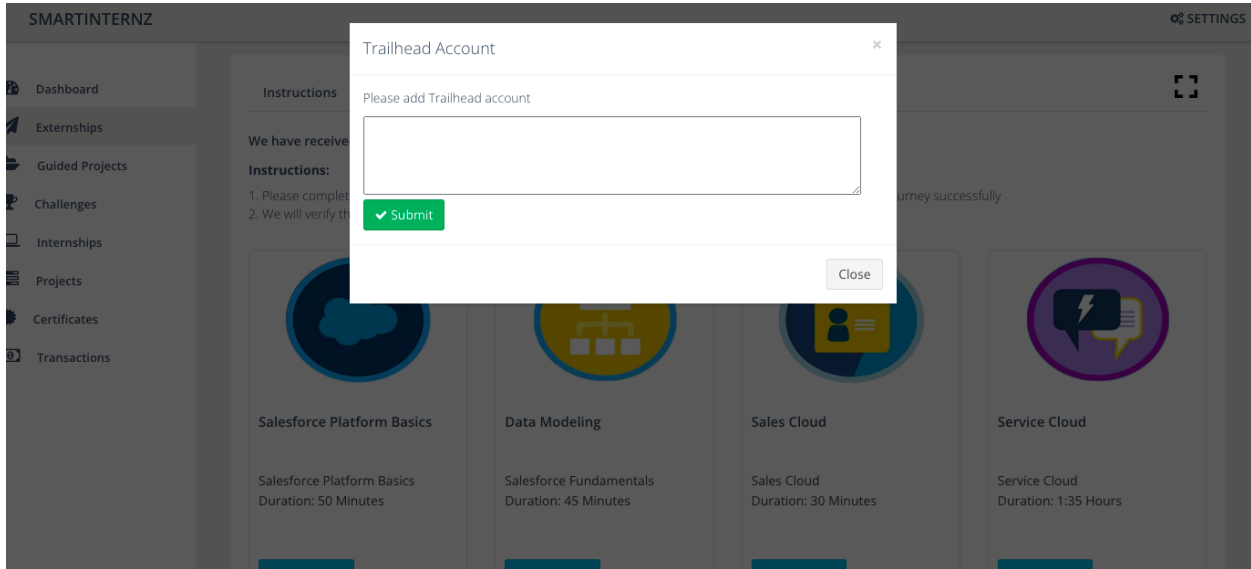 SMARTINTERNZ
SETTINGS
Trailhead Account
×
Please add Trailhead account
Submit
Close
Dashboard
Externships
Guided Projects
Challenges
Internships
Projects
Certificates
Transactions
Instructions
We have receive
Instructions:
1. Please complet urney successfully
2. We will verify th
Salesforce Platform Basics
Salesforce Platform Basics
Duration: 50 Minutes
Data Modeling
Salesforce Fundamentals
Duration: 45 Minutes
Sales Cloud
Sales Cloud
Duration: 30 Minutes
Service Cloud
Service Cloud
Duration: 1:35 Hours